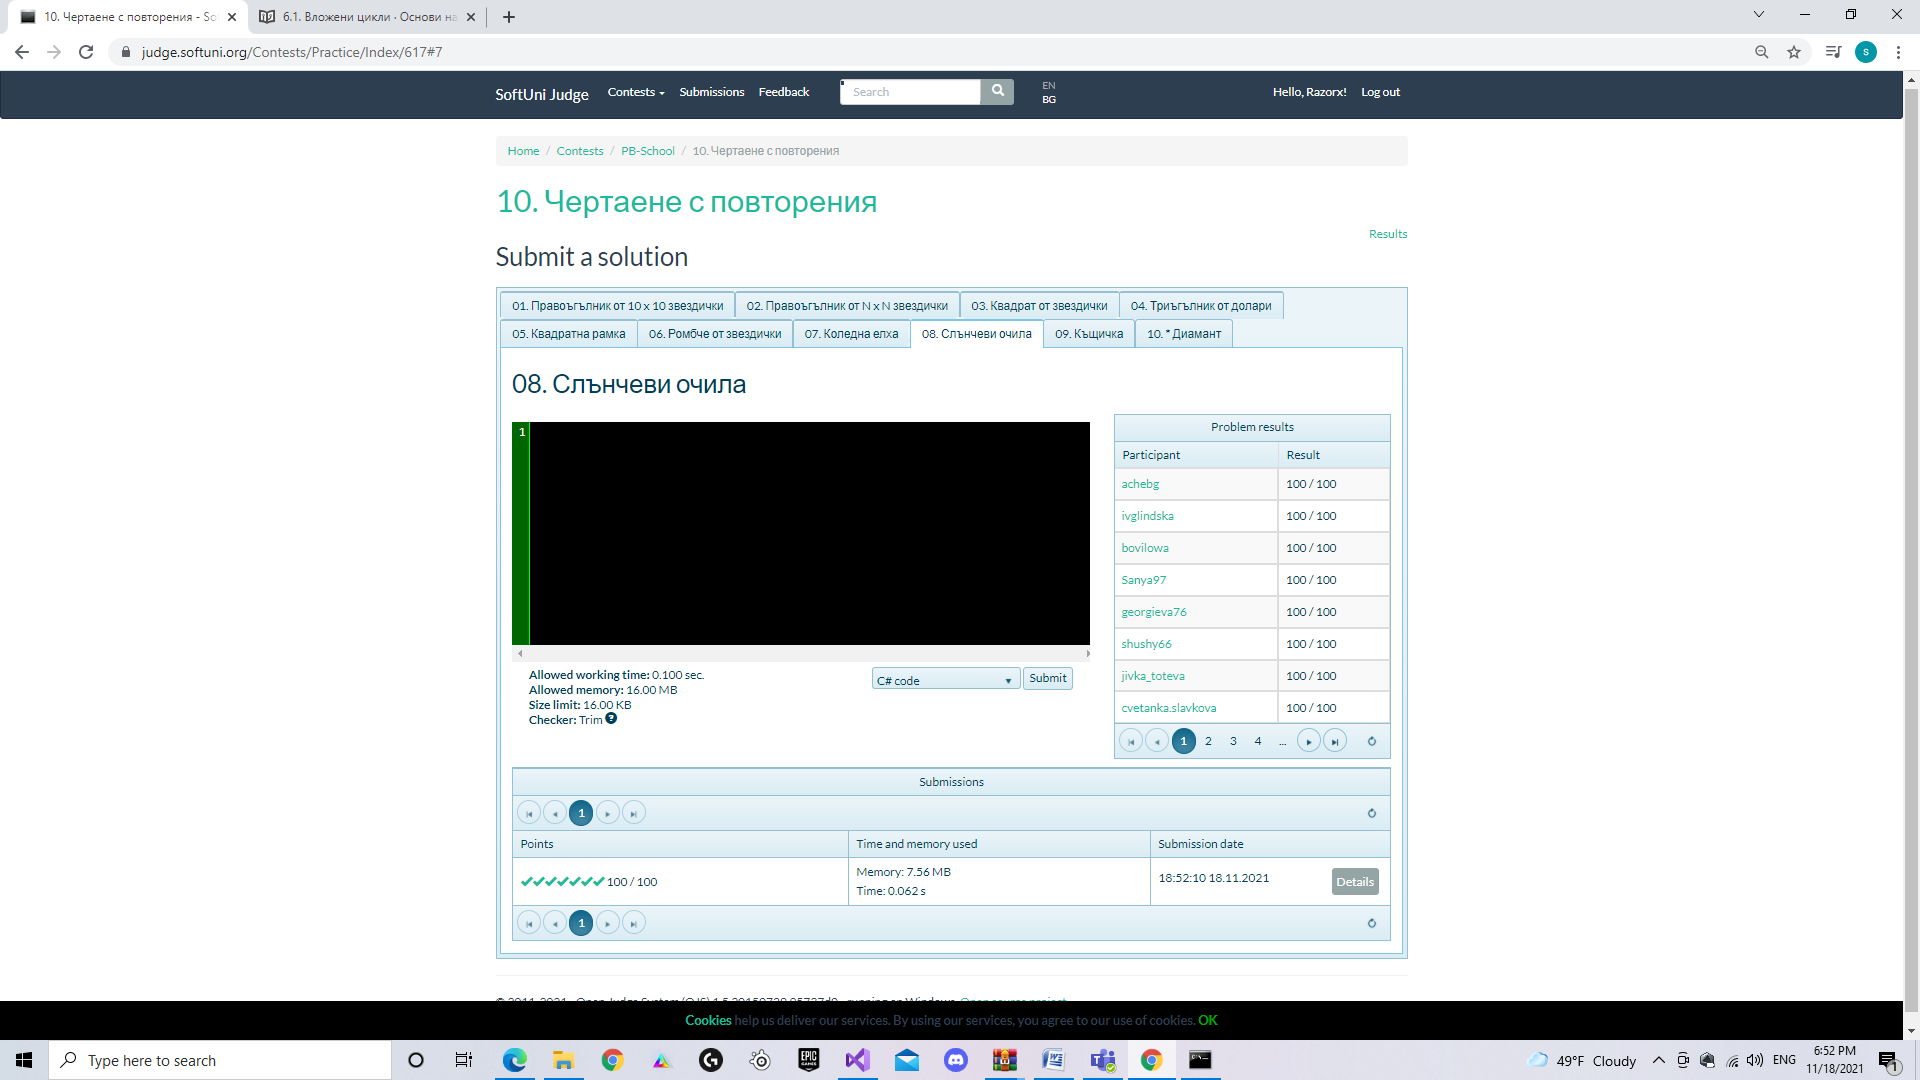 10. Чертаене с повторения - So
6.1. Вложени цикли · Основи на
judge.softuni.org/Contests/Practice/Index/617#7
SoftUni Judge
Contests
Submissions
Feedback
Search
EN
BG
Hello, Razorx!
Log out
Home / Contests / PB-School / 10. Чертаене с повторения
10. Чертаене с повторения
Results
Submit a solution
01. Правоъгълник от 10 x 10 звездички
02. Правоъгълник от N x N звездички
03. Квадрат от звездички
04. Триъгълник от долари
05. Квадратна рамка
06. Ромбче от звездички
07. Коледна елха
08. Слънчеви очила
09. Къщичка
10. * Диамант
08. Слънчеви очила
1
Allowed working time: 0.100 sec.
Allowed memory: 16.00 MB
Size limit: 16.00 KB
Checker: Trim
C# code
Submit
Problem results
Participant Result
achebg 100 / 100
ivglindska 100 / 100
bovilowa 100 / 100
Sanya97 100 / 100
georgieva76 100 / 100
shushy66 100 / 100
jivka_toteva 100 / 100
cvetanka.slavkova 100 / 100
1 2 3 4 ...
Submissions
1
Points Time and memory used Submission date
100 / 100
Memory: 7.56 MB
Time: 0.062 s
18:52:10 18.11.2021
Details
1
Cookies help us deliver our services. By using our services, you agree to our use of cookies. OK
Type here to search
49°F Cloudy
ENG
6:52 PM
11/18/2021